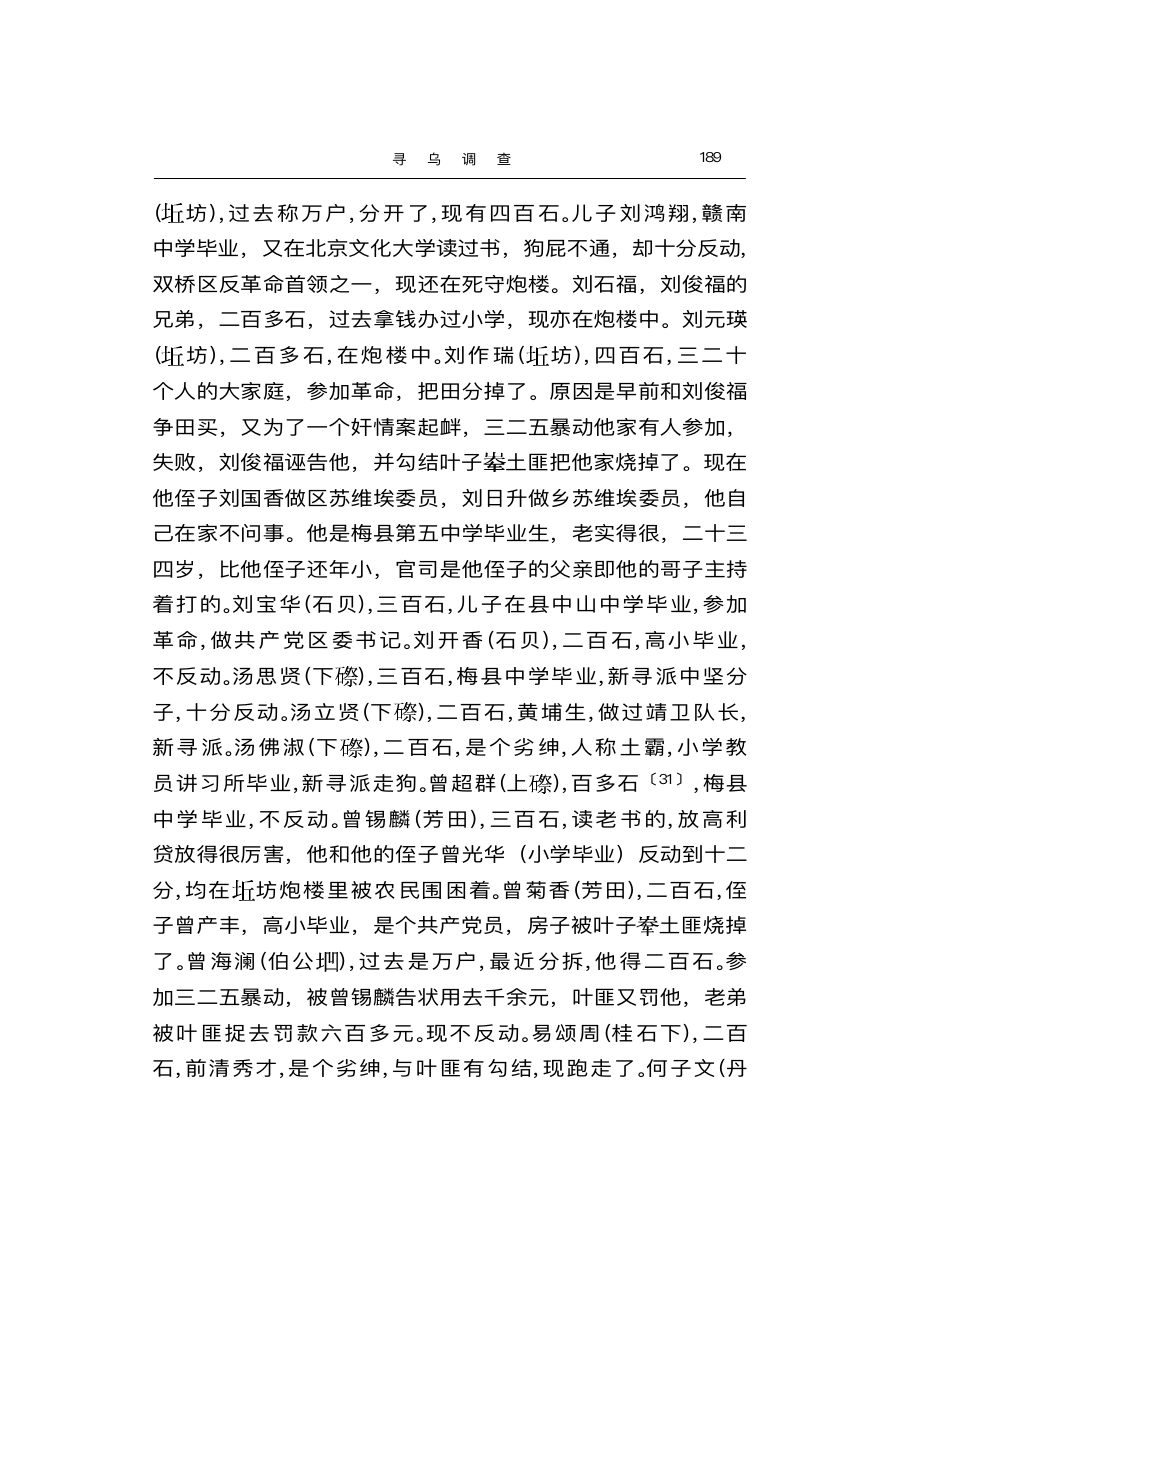 寻乌调查 189
(坵坊),过去称万户,分开了,现有四百石。儿子刘鸿翔,赣南
中学毕业，又在北京文化大学读过书，狗屁不通，却十分反动,
双桥区反革命首领之一，现还在死守炮楼。刘石福，刘俊福的
兄弟，二百多石，过去拿钱办过小学，现亦在炮楼中。刘元瑛
(坵坊),二百多石,在炮楼中。刘作瑞(坵坊),四百石,三二十
个人的大家庭，参加革命，把田分掉了。原因是早前和刘俊福
争田买，又为了一个奸情案起衅，三二五暴动他家有人参加，
失败，刘俊福诬告他，并勾结叶子輋土匪把他家烧掉了。现在
他侄子刘国香做区苏维埃委员，刘日升做乡苏维埃委员，他自
己在家不问事。他是梅县第五中学毕业生，老实得很，二十三
四岁，比他侄子还年小，官司是他侄子的父亲即他的哥子主持
着打的。刘宝华(石贝),三百石,儿子在县中山中学毕业,参加
革命,做共产党区委书记。刘开香(石贝),二百石,高小毕业,
不反动。汤思贤(下磜),三百石,梅县中学毕业,新寻派中坚分
子,十分反动。汤立贤(下磜),二百石,黄埔生,做过靖卫队长,
新寻派。汤佛淑(下磜),二百石,是个劣绅,人称土霸,小学教
员讲习所毕业,新寻派走狗。曾超群(上磜),百多石〔31〕,梅县
中学毕业,不反动。曾锡麟(芳田),三百石,读老书的,放高利
贷放得很厉害，他和他的侄子曾光华（小学毕业）反动到十二
分,均在坵坊炮楼里被农民围困着。曾菊香(芳田),二百石,侄
子曾产丰，高小毕业，是个共产党员，房子被叶子輋土匪烧掉
了。曾海澜(伯公),过去是万户,最近分拆,他得二百石。参
加三二五暴动，被曾锡麟告状用去千余元，叶匪又罚他，老弟
被叶匪捉去罚款六百多元。现不反动。易颂周(桂石下),二百
石,前清秀才,是个劣绅,与叶匪有勾结,现跑走了。何子文(丹